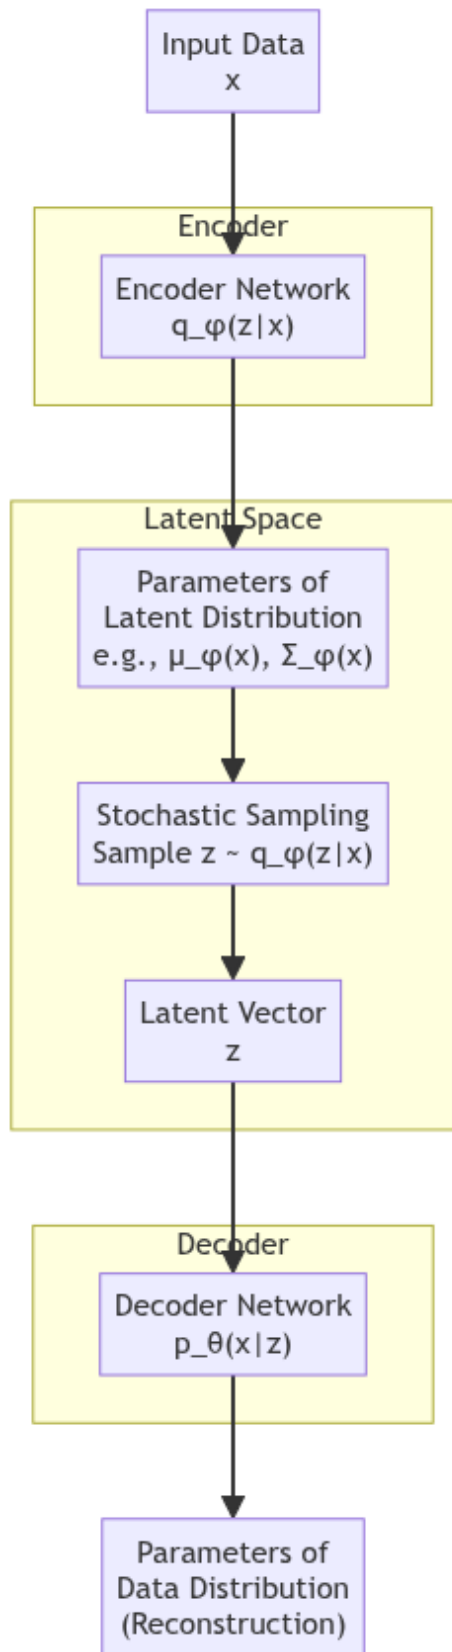 Input Data
x
Encoder
Encoder Network
q_φ(z|x)
Latent Space
Parameters of
Latent Distribution
e.g., μ_φ(x), Σ_φ(x)
Stochastic Sampling
Sample z ~ q_φ(z|x)
Latent Vector
z
Decoder
Decoder Network
p_θ(x|z)
Parameters of
Data Distribution
(Reconstruction)